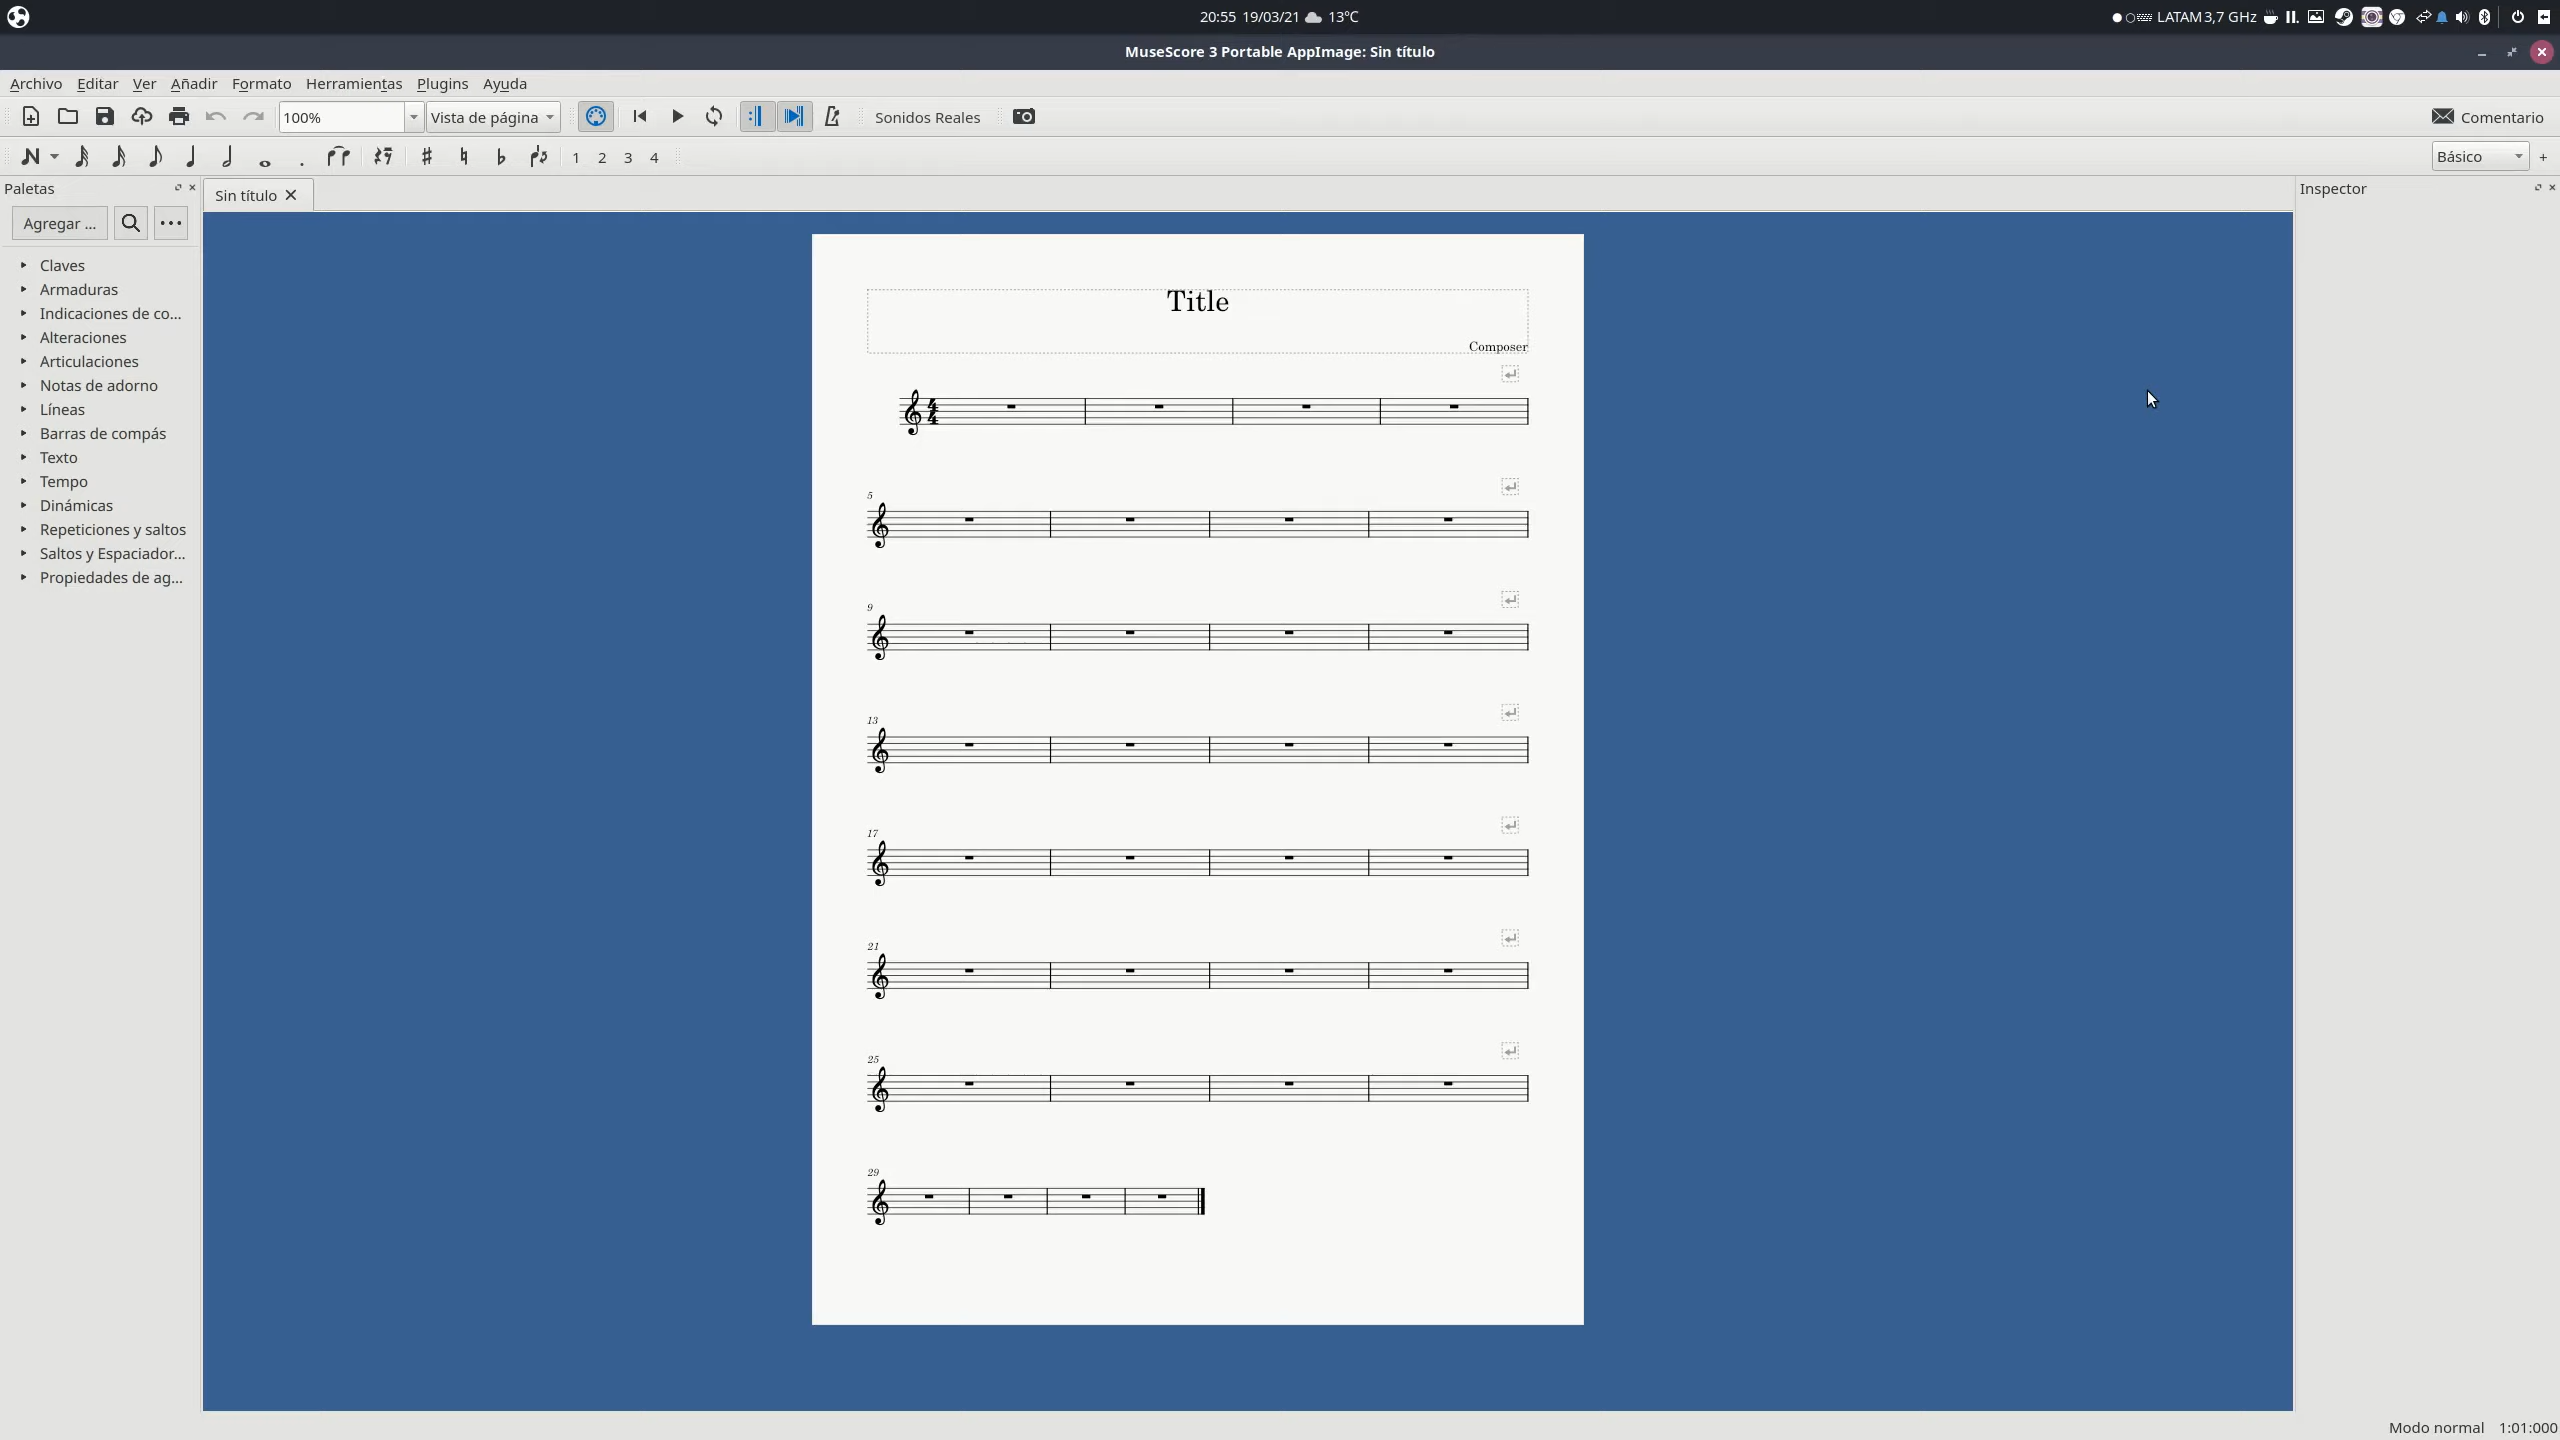 20:55 19/03/21 13°C
LATAM 3,7 GHz
MuseScore 3 Portable AppImage: Sin título
Archivo Editar Ver Añadir Formato Herramientas Plugins Ayuda
100% Vista de página Sonidos Reales Comentario
1 2 3 4 Básico +
Paletas
Sin título
Inspector
Agregar ...
Claves
Armaduras
Indicaciones de co...
Alteraciones
Articulaciones
Notas de adorno
Líneas
Barras de compás
Texto
Tempo
Dinámicas
Repeticiones y saltos
Saltos y Espaciador...
Propiedades de ag...
Title
Composer
4
4
5
9
13
17
21
25
29
Modo normal 1:01:000